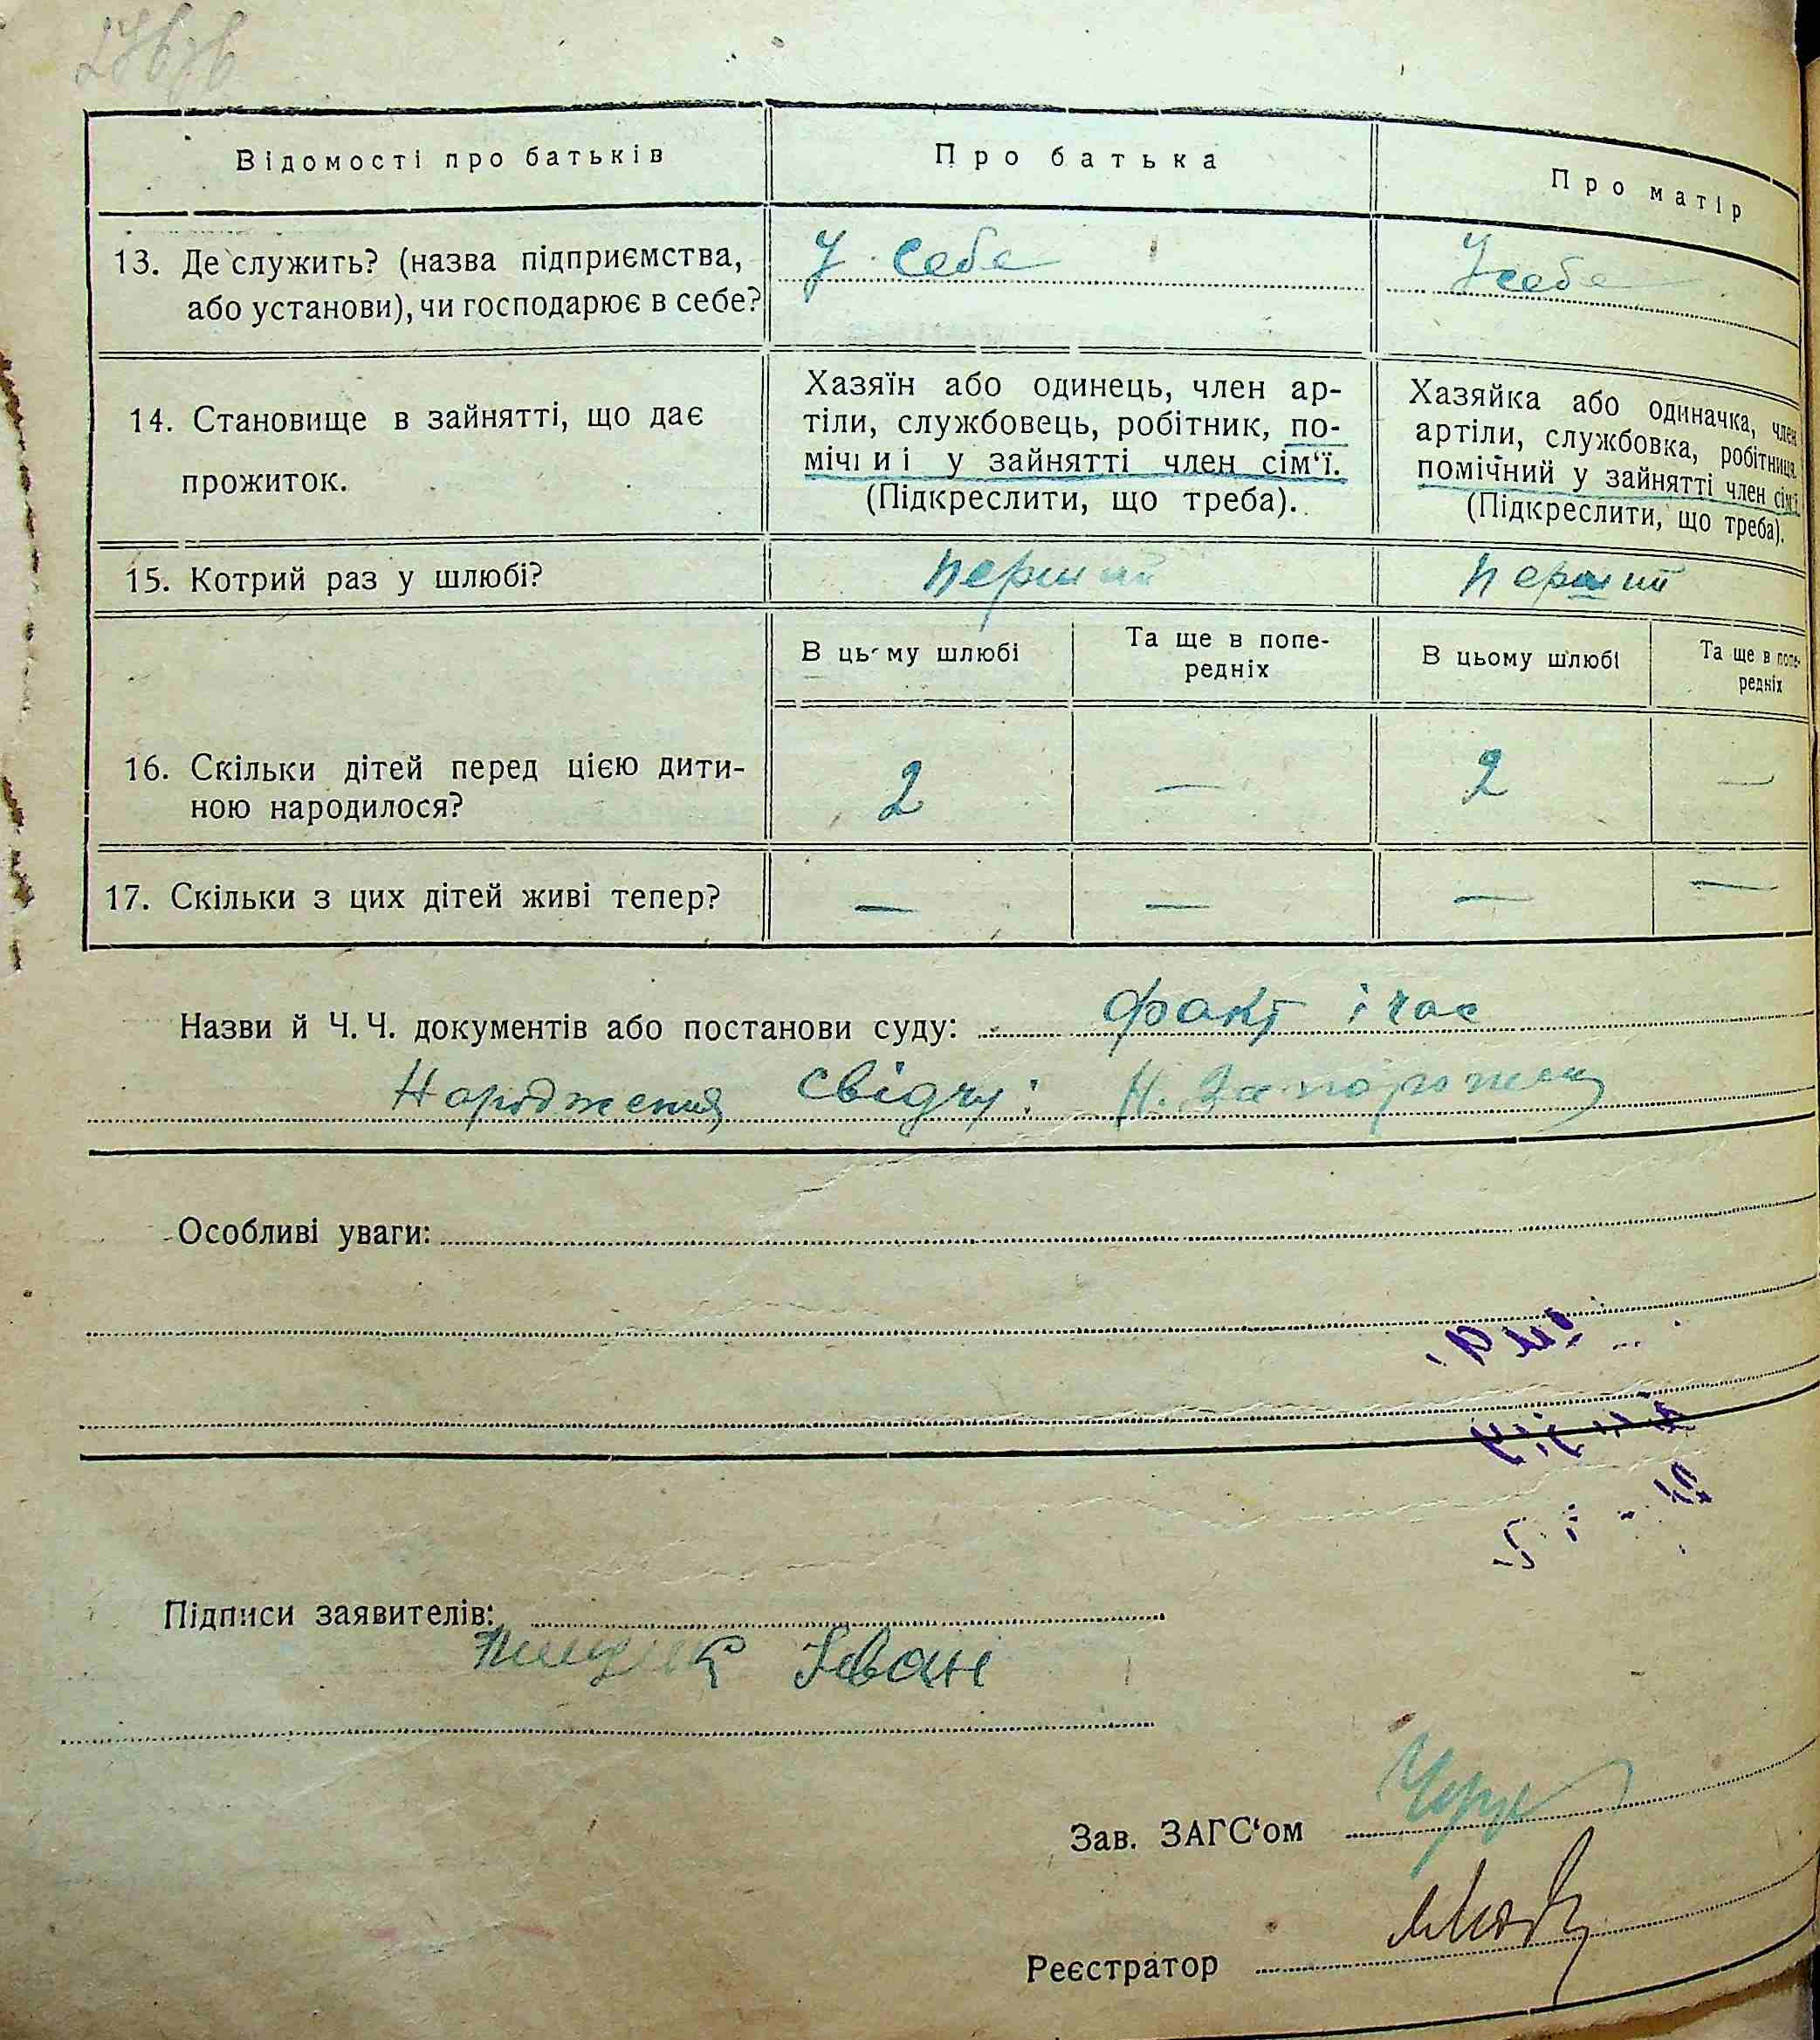 Відомості про батьків
Про батька
Про матір
13. Де служить? (назва підприємства,
або установи), чи господарює в себе?
У себе
У себе
14. Становище в зайнятті, що дає
прожиток.
Хазяїн або одинець, член ар-
тіли, службовець, робітник, по-
мічний у зайнятті член сім‘ї.
(Підкреслити, що треба).
Хазяйка або одиначка, член
артіли, службовка, робітниця,
помічний у зайнятті член сім‘ї.
(Підкреслити, що треба).
15. Котрий раз у шлюбі?
перший
перший
В цьому шлюбі
Та ще в попе-
редніх
В цьому шлюбі
Та ще в попе-
редніх
16. Скільки дітей перед цією дити-
ною народилося?
2
—
2
—
17. Скільки з цих дітей живі тепер?
—
—
—
—
Назви й Ч. Ч. документів або постанови суду: факт і час
Народження свідчу: Н. Запорожець
Особливі уваги:
Підписи заявителів:
Іван
Зав. ЗАГС‘ом
Реєстратор